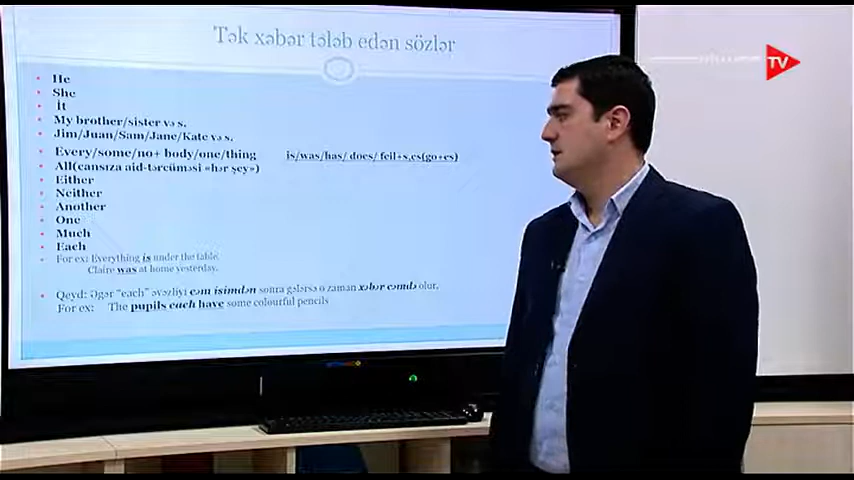 Tək xəbər tələb edən sözlər
• He
• She
• İt
• My brother/sister və s.
• Jim/Juan/Sam/Jane/Kate və s.
• Every/some/no+ body/one/thing is/was/has/ does/ feil+s,es(go+es)
• All(cansıza aid-tərcüməsi «hər şey»)
• Either
• Neither
• Another
• One
• Much
• Each
• For ex: Everything is under the table.
Claire was at home yesterday.
• Qeyd: Əgər "each" əvəzliyi cəm isimdən sonra gələrsə o zaman xəbər cəmdə olur.
For ex: The pupils each have some colourful pencils
TV